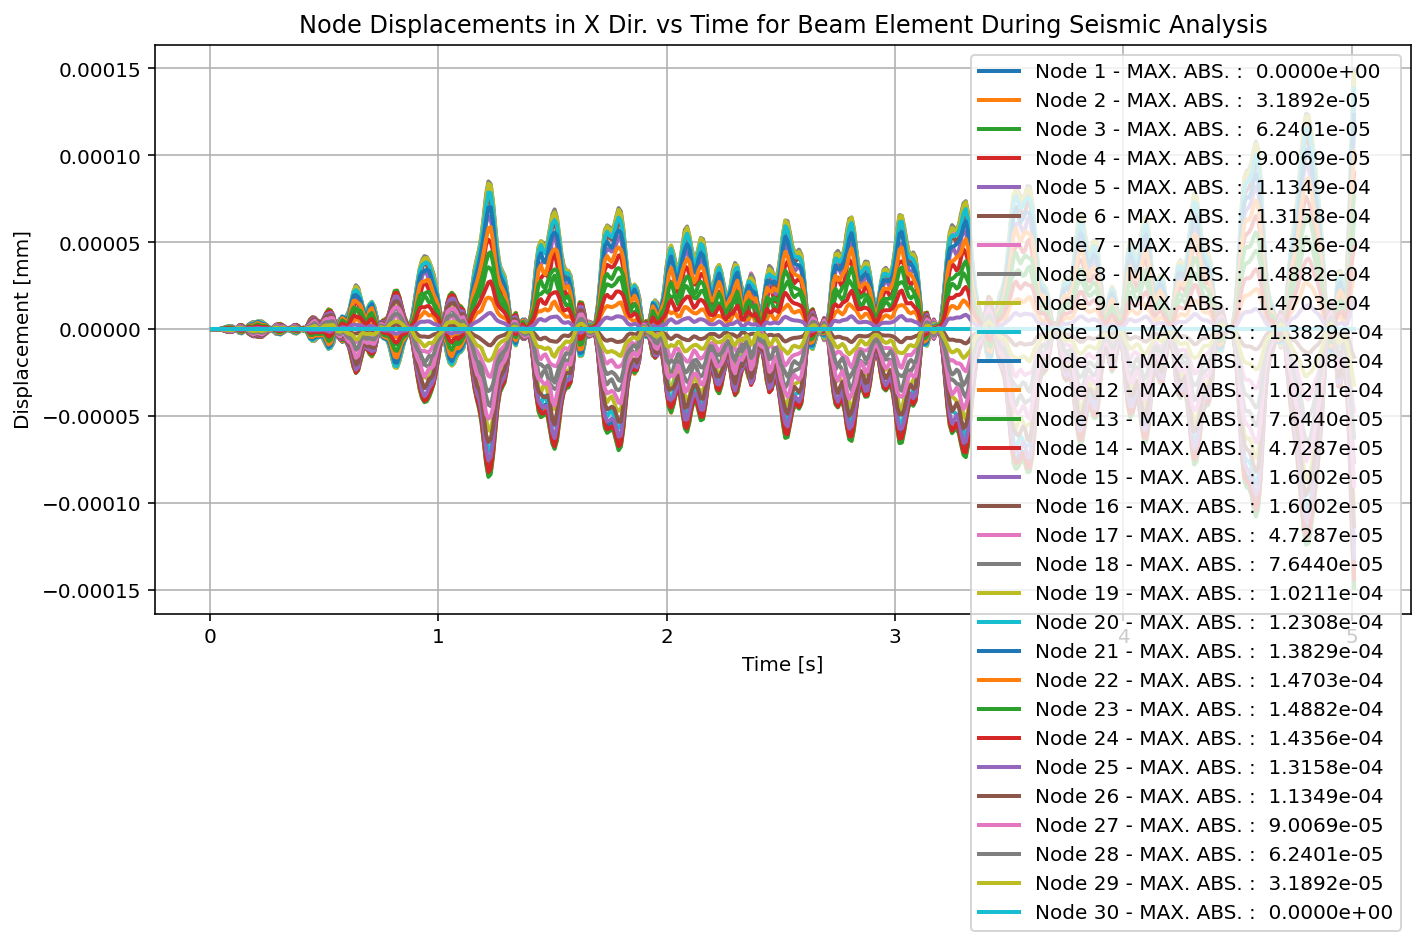 Node Displacements in X Dir. vs Time for Beam Element During Seismic Analysis
Displacement [mm]
0.00015
0.00010
0.00005
0.00000
−0.00005
−0.00010
−0.00015
0
1
2
3
4
5
Time [s]
Node 1 - MAX. ABS. : 0.0000e+00
Node 2 - MAX. ABS. : 3.1892e-05
Node 3 - MAX. ABS. : 6.2401e-05
Node 4 - MAX. ABS. : 9.0069e-05
Node 5 - MAX. ABS. : 1.1349e-04
Node 6 - MAX. ABS. : 1.3158e-04
Node 7 - MAX. ABS. : 1.4356e-04
Node 8 - MAX. ABS. : 1.4882e-04
Node 9 - MAX. ABS. : 1.4703e-04
Node 10 - MAX. ABS. : 1.3829e-04
Node 11 - MAX. ABS. : 1.2308e-04
Node 12 - MAX. ABS. : 1.0211e-04
Node 13 - MAX. ABS. : 7.6440e-05
Node 14 - MAX. ABS. : 4.7287e-05
Node 15 - MAX. ABS. : 1.6002e-05
Node 16 - MAX. ABS. : 1.6002e-05
Node 17 - MAX. ABS. : 4.7287e-05
Node 18 - MAX. ABS. : 7.6440e-05
Node 19 - MAX. ABS. : 1.0211e-04
Node 20 - MAX. ABS. : 1.2308e-04
Node 21 - MAX. ABS. : 1.3829e-04
Node 22 - MAX. ABS. : 1.4703e-04
Node 23 - MAX. ABS. : 1.4882e-04
Node 24 - MAX. ABS. : 1.4356e-04
Node 25 - MAX. ABS. : 1.3158e-04
Node 26 - MAX. ABS. : 1.1349e-04
Node 27 - MAX. ABS. : 9.0069e-05
Node 28 - MAX. ABS. : 6.2401e-05
Node 29 - MAX. ABS. : 3.1892e-05
Node 30 - MAX. ABS. : 0.0000e+00